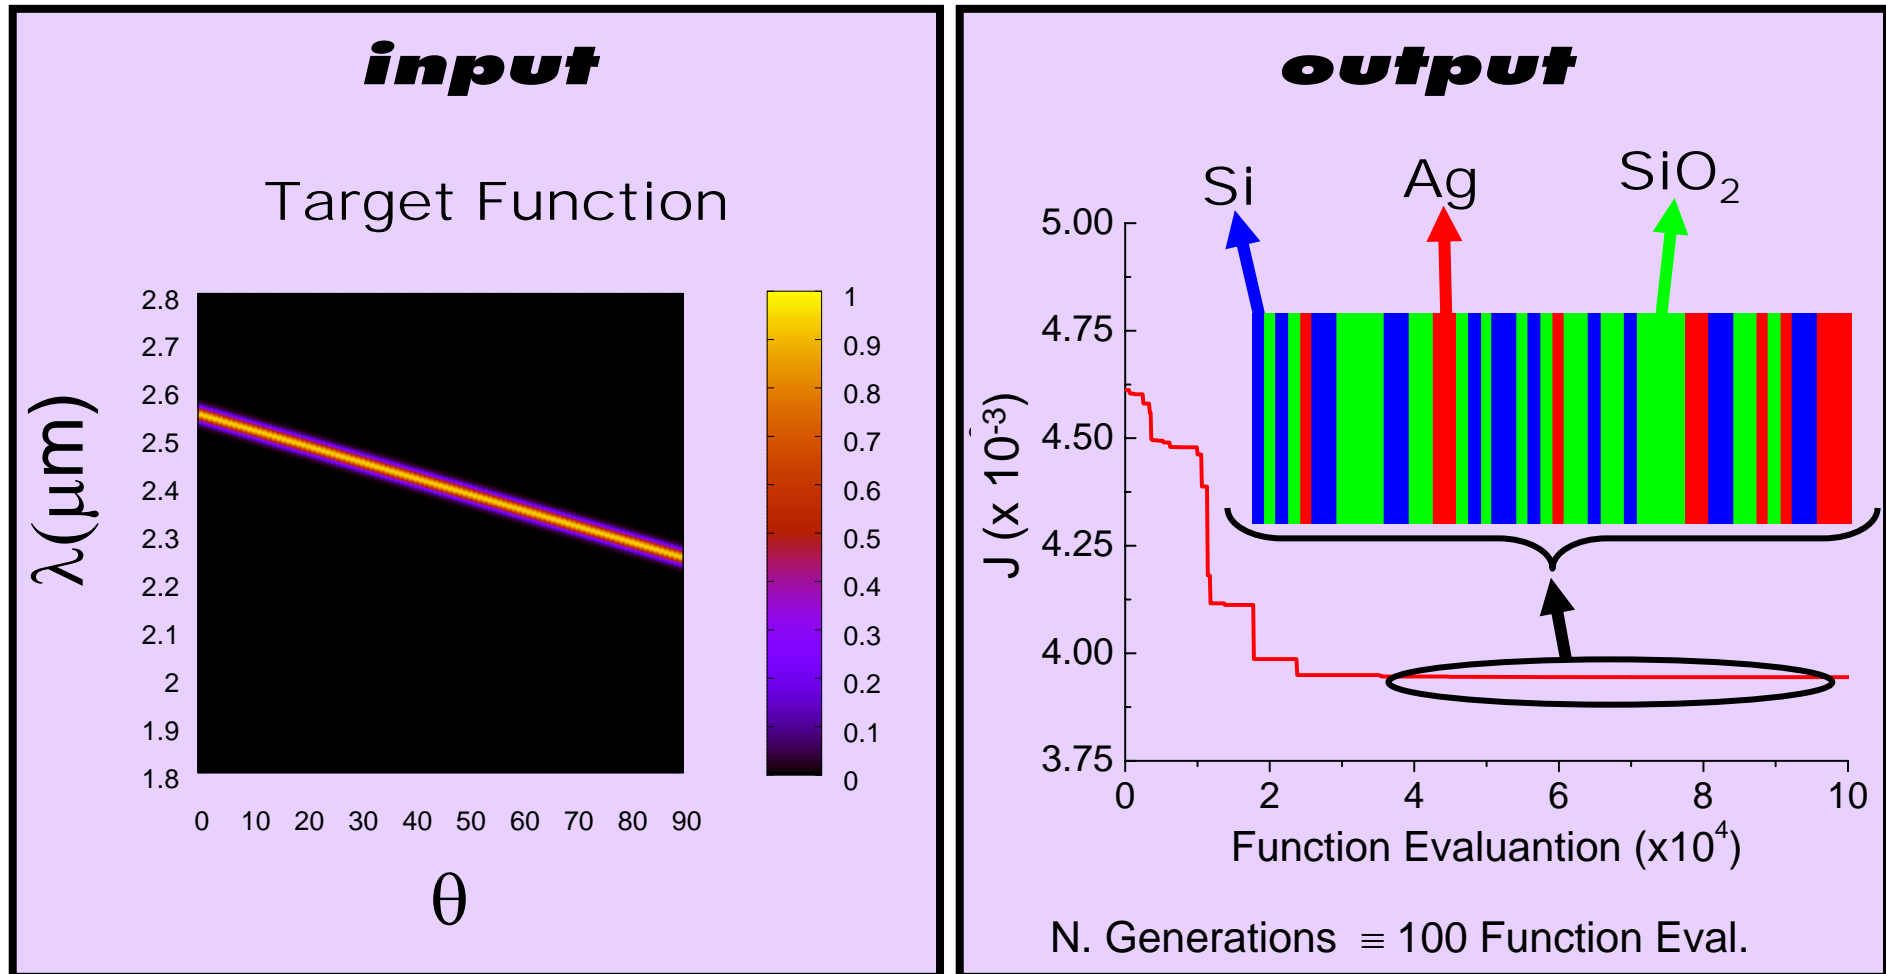 input
Target Function
2.8
2.7
2.6
2.5
2.4
2.3
2.2
2.1
2
1.9
1.8
λ(μm)
0 10 20 30 40 50 60 70 80 90
θ
1
0.9
0.8
0.7
0.6
0.5
0.4
0.3
0.2
0.1
0
output
Si Ag SiO₂
5.00
4.75
4.50
4.25
4.00
3.75
J (x 10⁻³)
0 2 4 6 8 10
Function Evaluantion (x10⁴)
N. Generations ≡ 100 Function Eval.